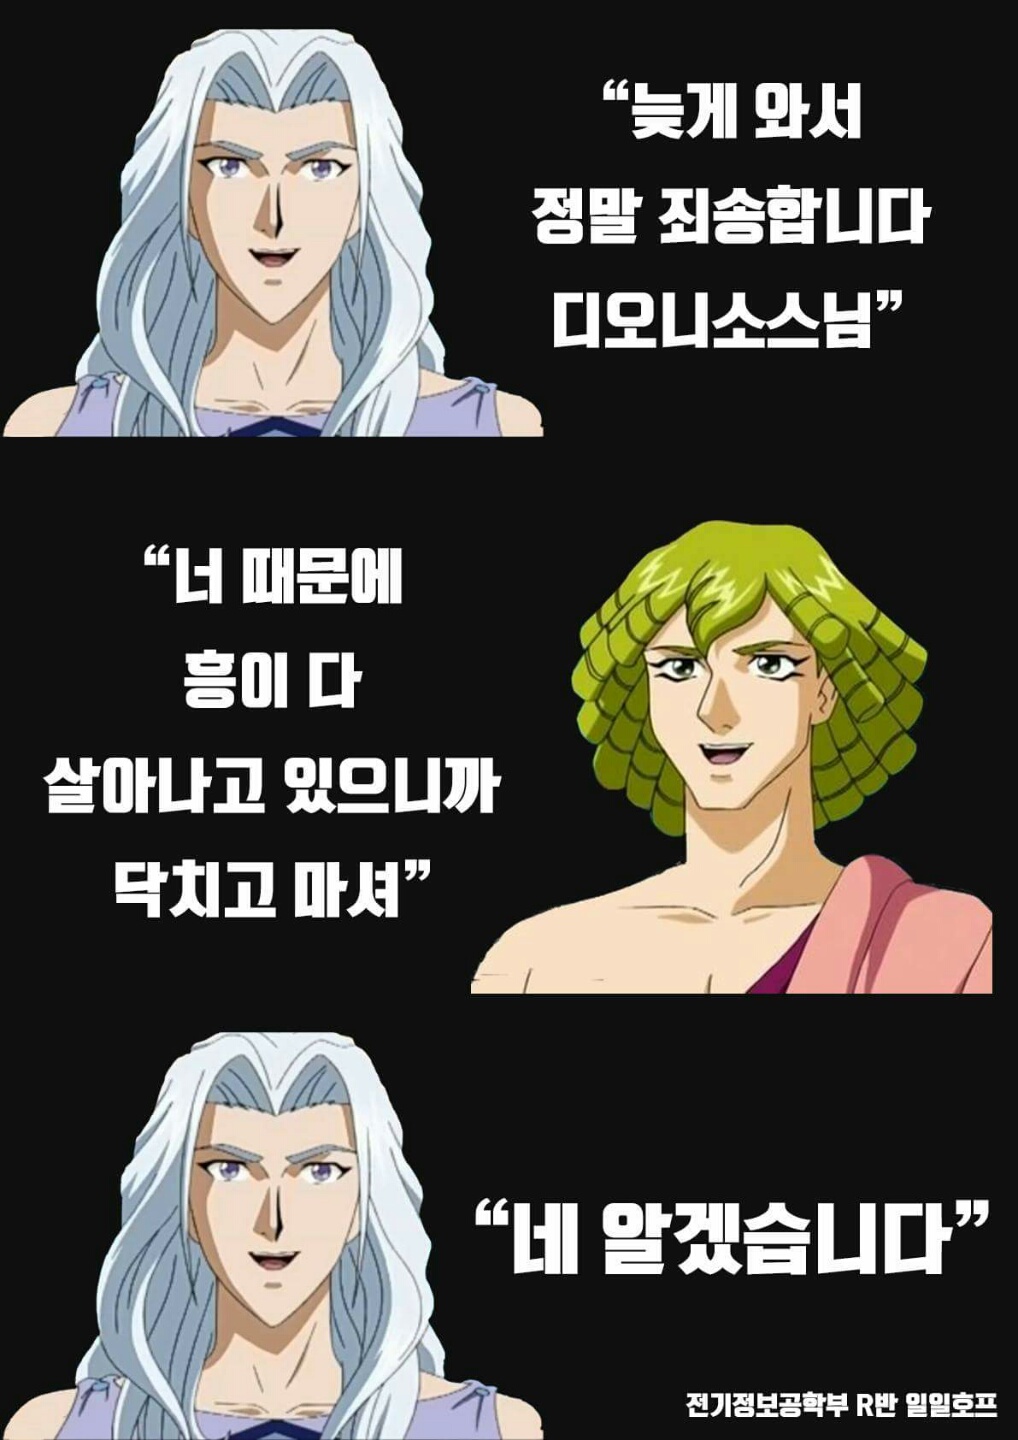 “늦게 와서
정말 죄송합니다
디오니소스님”
“너 때문에
흥이 다
살아나고 있으니까
닥치고 마셔”
“네 알겠습니다”
전기정보공학부 R반 일일호프